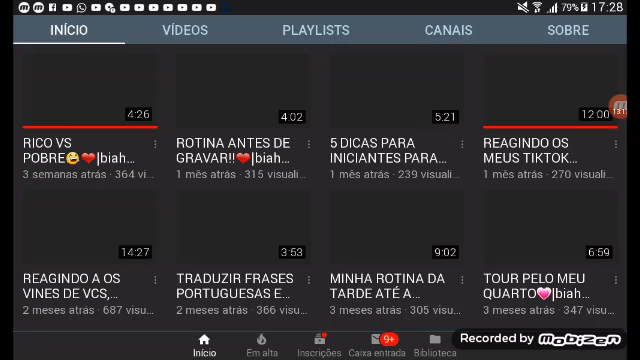 79% 17:28
INÍCIO VÍDEOS PLAYLISTS CANAIS SOBRE
4:26 4:02 5:21 12:00
13:1
RICO VS ROTINA ANTES DE 5 DICAS PARA REAGINDO OS
POBRE😂❤️|biah... GRAVAR!!❤️|biah... INICIANTES PARA... MEUS TIKTOK...
3 semanas atrás · 364 vi... 1 mês atrás · 315 visuali... 1 mês atrás · 239 visuali... 1 mês atrás · 270 visuali...
14:27 3:53 9:02 6:59
REAGINDO A OS TRADUZIR FRASES MINHA ROTINA DA TOUR PELO MEU
VINES DE VCS,... PORTUGUESAS E... TARDE ATÉ A... QUARTO💓|biah...
2 meses atrás · 687 visu... 2 meses atrás · 366 visu... 3 meses atrás · 305 visu... 3 meses atrás · 347 visu...
9+
Início Em alta Inscrições Caixa entrada Biblioteca
Recorded by MOBIZEN